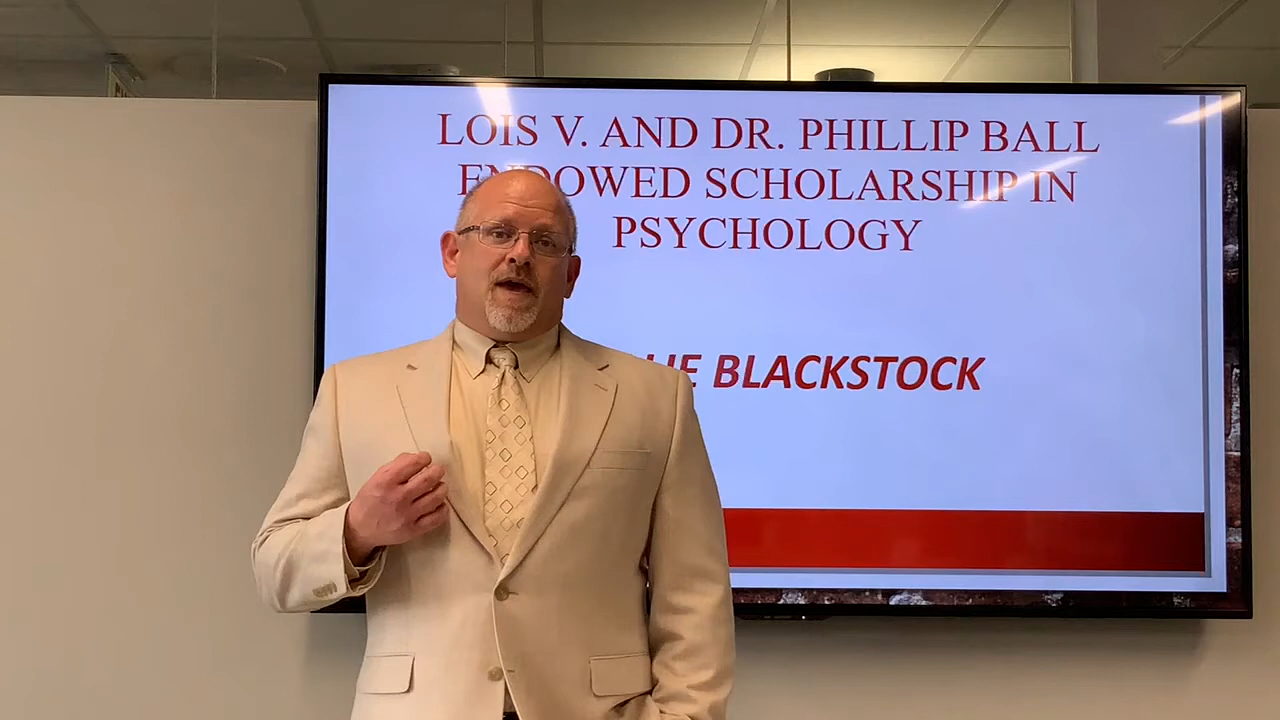 LOIS V. AND DR. PHILLIP BALL
ENDOWED SCHOLARSHIP IN
PSYCHOLOGY
BLACKSTOCK